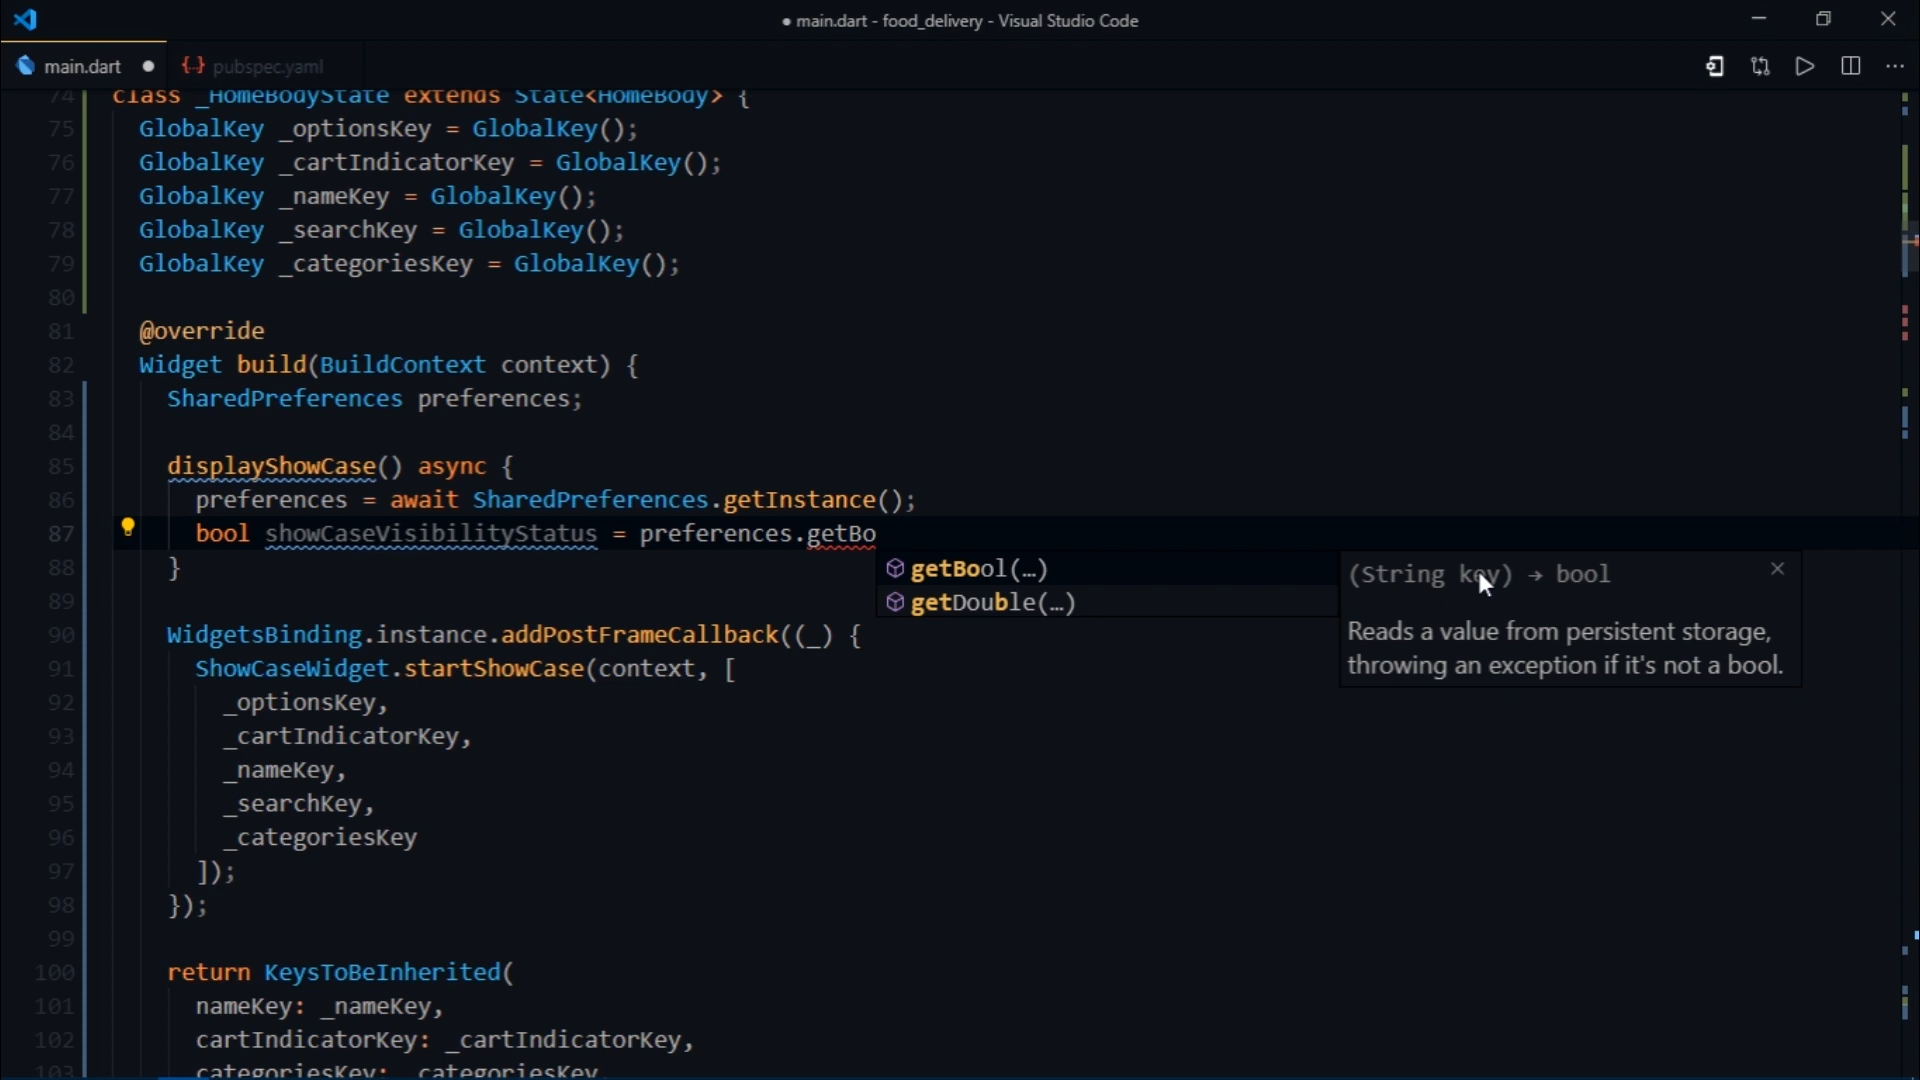 ● main.dart - food_delivery - Visual Studio Code
main.dart ● {} pubspec.yaml
74 class _HomeBodyState extends State<HomeBody> {
75 GlobalKey _optionsKey = GlobalKey();
76 GlobalKey _cartIndicatorKey = GlobalKey();
77 GlobalKey _nameKey = GlobalKey();
78 GlobalKey _searchKey = GlobalKey();
79 GlobalKey _categoriesKey = GlobalKey();
80
81 @override
82 Widget build(BuildContext context) {
83 SharedPreferences preferences;
84
85 displayShowCase() async {
86 preferences = await SharedPreferences.getInstance();
87 bool showCaseVisibilityStatus = preferences.getBo
88 }
getBool(…)
getDouble(…)
(String key) → bool
Reads a value from persistent storage,
throwing an exception if it's not a bool.
89
90 WidgetsBinding.instance.addPostFrameCallback((_) {
91 ShowCaseWidget.startShowCase(context, [
92 _optionsKey,
93 _cartIndicatorKey,
94 _nameKey,
95 _searchKey,
96 _categoriesKey
97 ]);
98 });
99
100 return KeysToBeInherited(
101 nameKey: _nameKey,
102 cartIndicatorKey: _cartIndicatorKey,
103 categoriesKey: _categoriesKey,